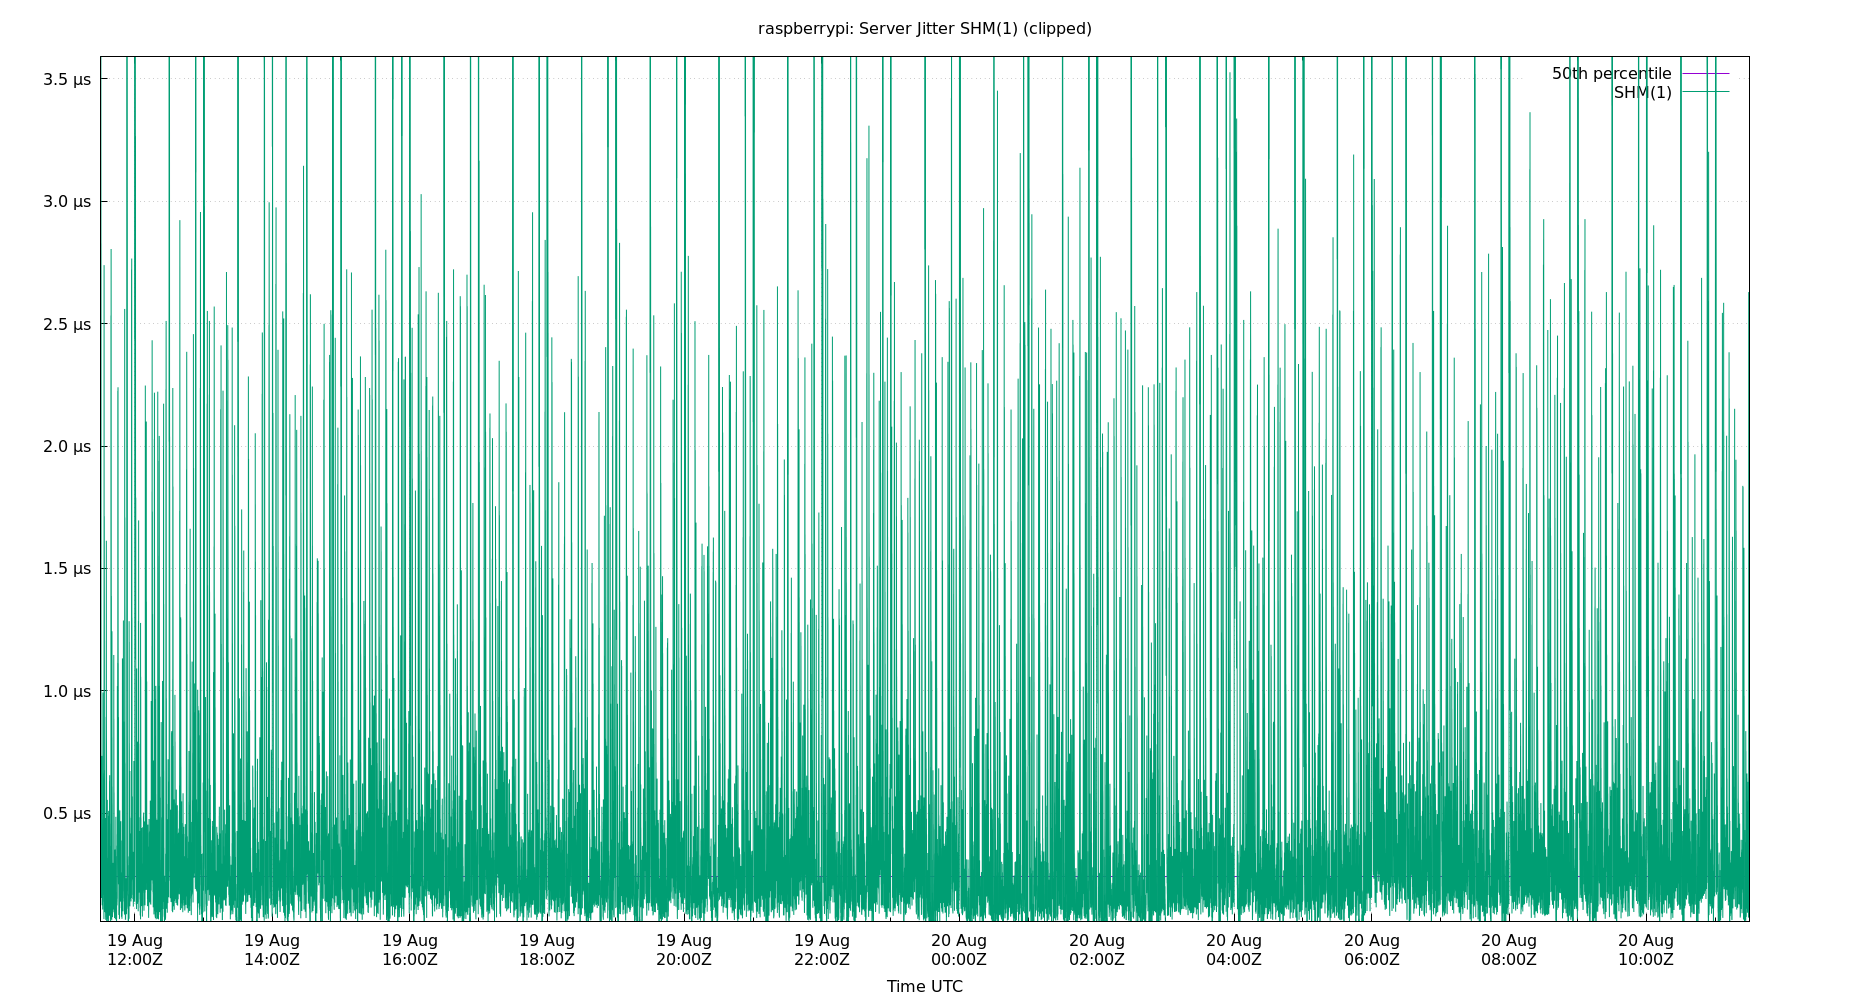 raspberrypi: Server Jitter SHM(1) (clipped)
50th percentile
SHM(1)
3.5 µs
3.0 µs
2.5 µs
2.0 µs
1.5 µs
1.0 µs
0.5 µs
19 Aug 19 Aug 19 Aug 19 Aug 19 Aug 19 Aug 20 Aug 20 Aug 20 Aug 20 Aug 20 Aug 20 Aug
12:00Z 14:00Z 16:00Z 18:00Z 20:00Z 22:00Z 00:00Z 02:00Z 04:00Z 06:00Z 08:00Z 10:00Z
Time UTC